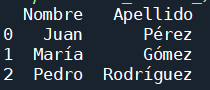 Nombre Apellido
0 Juan Pérez
1 María Gómez
2 Pedro Rodríguez